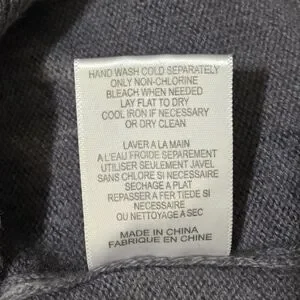 HAND WASH COLD SEPARATELY
ONLY NON-CHLORINE
BLEACH WHEN NEEDED
LAY FLAT TO DRY
COOL IRON IF NECESSARY
OR DRY CLEAN
LAVER A LA MAIN
A L'EAU FROIDE SEPAREMENT
UTILISER SEULEMENT JAVEL
SANS CHLORE SI NECESSAIRE
SECHAGE A PLAT
REPASSER A FER TIEDE SI
NECESSAIRE
OU NETTOYAGE A SEC
MADE IN CHINA
FABRIQUE EN CHINE